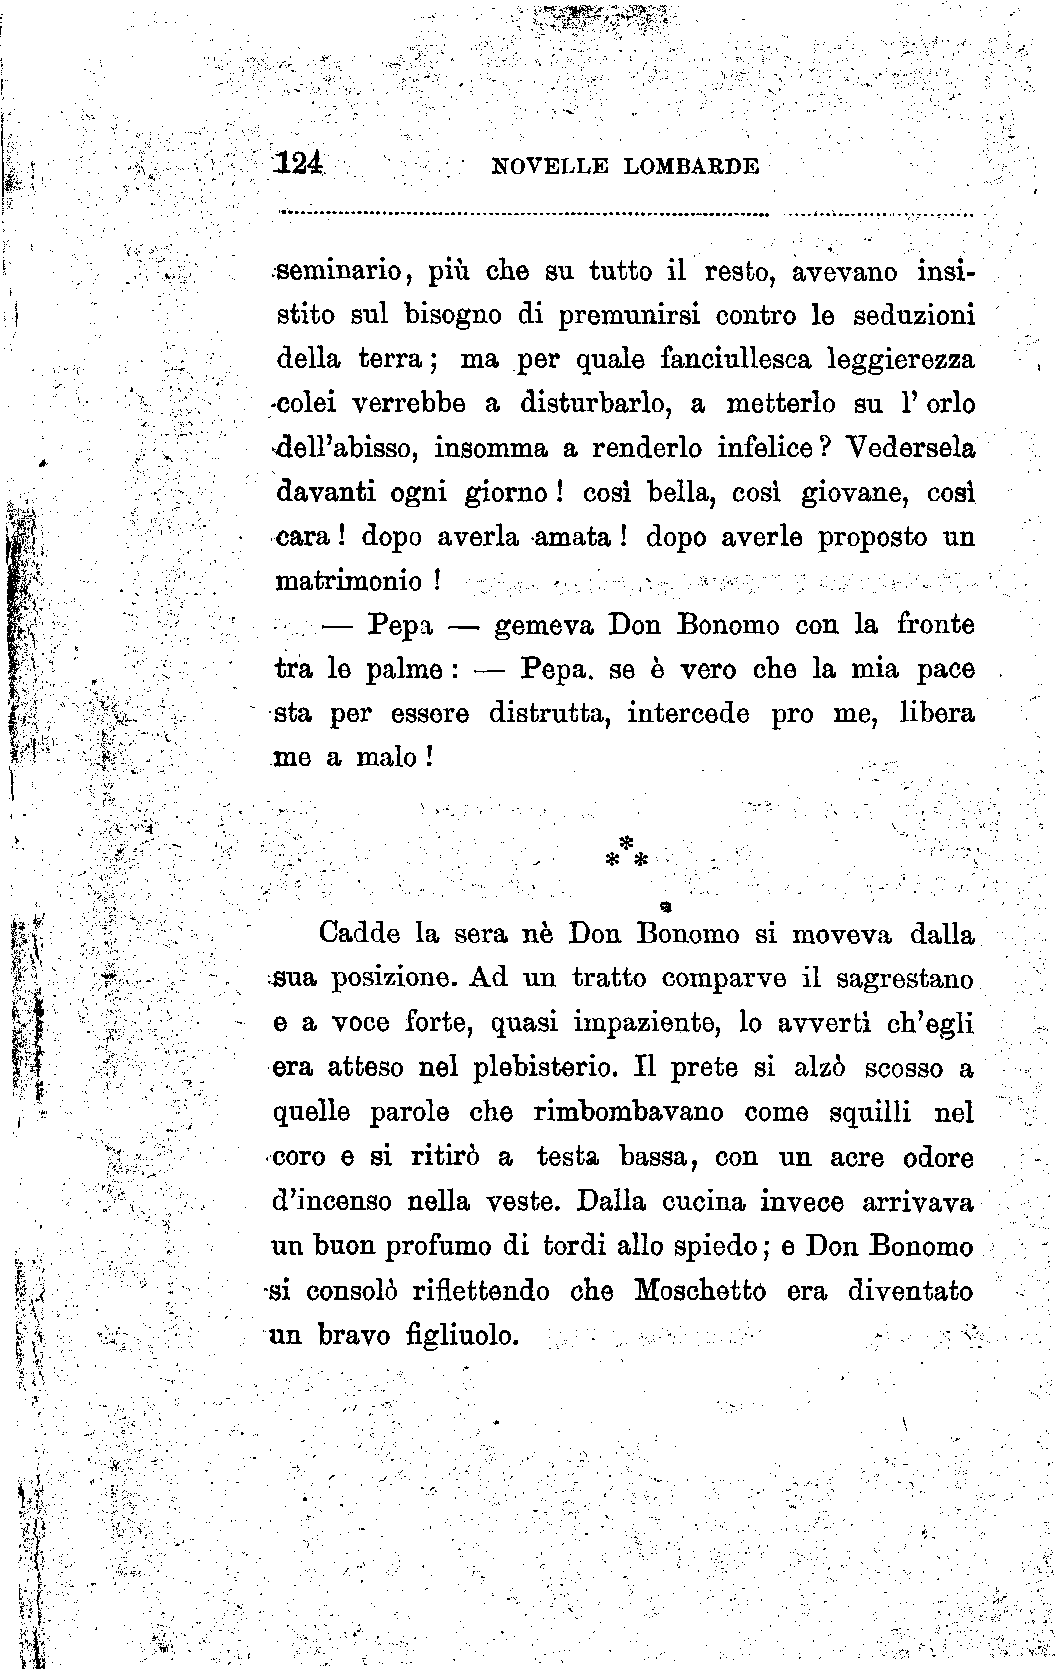 124 NOVELLE LOMBARDE
seminario, più che su tutto il resto, avevano insi-
stito sul bisogno di premunirsi contro le seduzioni
della terra; ma per quale fanciullesca leggierezza
colei verrebbe a disturbarlo, a metterlo su l'orlo
dell'abisso, insomma a renderlo infelice? Vedersela
davanti ogni giorno! così bella, così giovane, così
cara! dopo averla amata! dopo averle proposto un
matrimonio!
— Pepa — gemeva Don Bonomo con la fronte
tra le palme: — Pepa. se è vero che la mia pace
sta per essere distrutta, intercede pro me, libera
me a malo!
***
Cadde la sera nè Don Bonomo si moveva dalla
sua posizione. Ad un tratto comparve il sagrestano
e a voce forte, quasi impaziente, lo avvertì ch'egli
era atteso nel plebisterio. Il prete si alzò scosso a
quelle parole che rimbombavano come squilli nel
coro e si ritirò a testa bassa, con un acre odore
d'incenso nella veste. Dalla cucina invece arrivava
un buon profumo di tordi allo spiedo; e Don Bonomo
si consolò riflettendo che Moschetto era diventato
un bravo figliuolo.